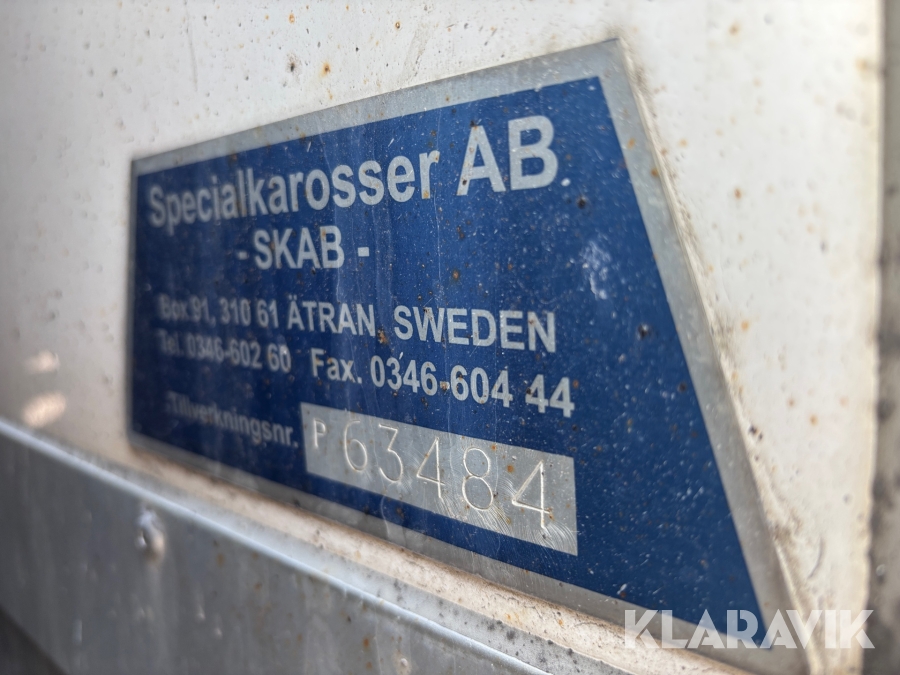 Specialkarosser AB
- SKAB -
Box 91, 310 61 ÄTRAN, SWEDEN
Tel. 0346-602 60 Fax. 0346-604 44
Tillverkningsnr. P63484
KLARAVIK